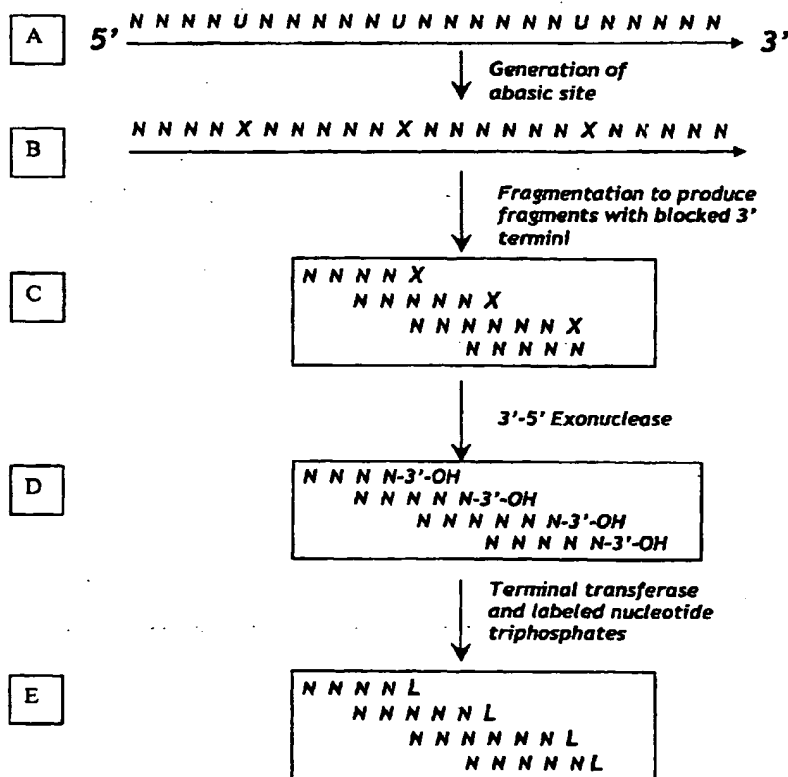 A
5' N N N N U N N N N N U N N N N N N U N N N N N 3'
Generation of
abasic site
B
N N N N X N N N N N X N N N N N N X N N N N N
Fragmentation to produce
fragments with blocked 3'
termini
C
N N N N X
N N N N N X
N N N N N N X
N N N N N
3'-5' Exonuclease
D
N N N N-3'-OH
N N N N N-3'-OH
N N N N N N-3'-OH
N N N N N-3'-OH
Terminal transferase
and labeled nucleotide
triphosphates
E
N N N N L
N N N N N L
N N N N N N L
N N N N N L